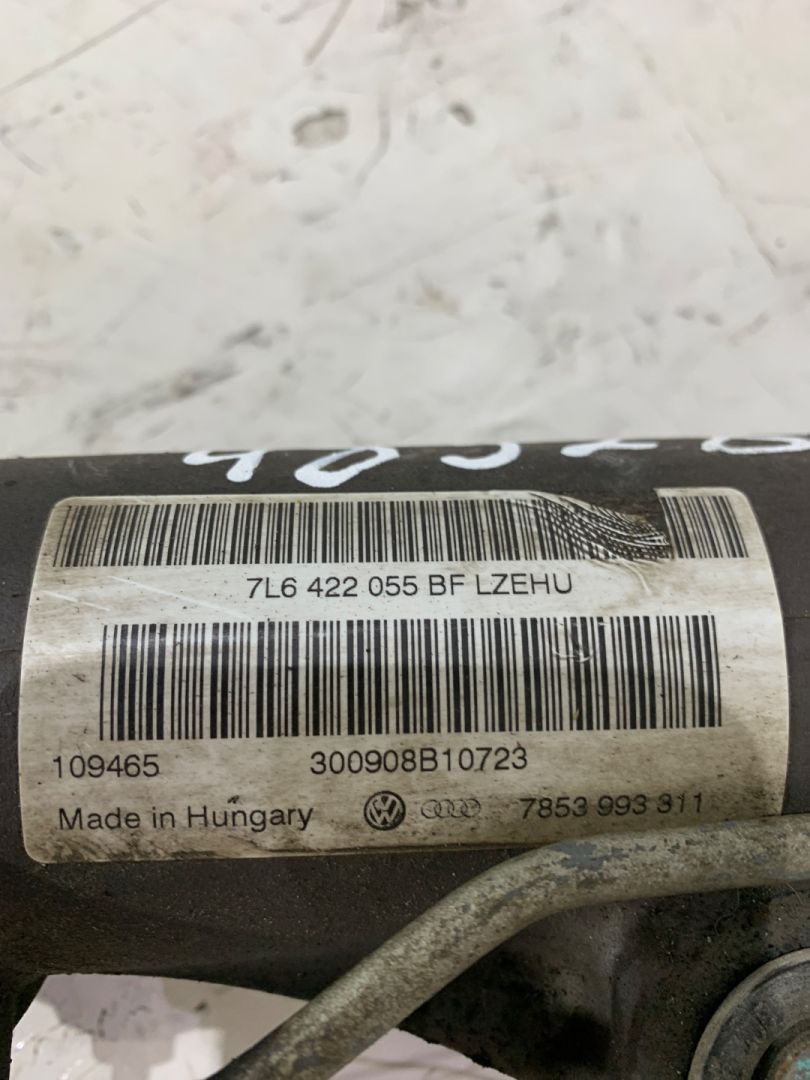 7L6 422 055 BF LZEHU
109465 300908B10723
Made in Hungary 7853 993 311